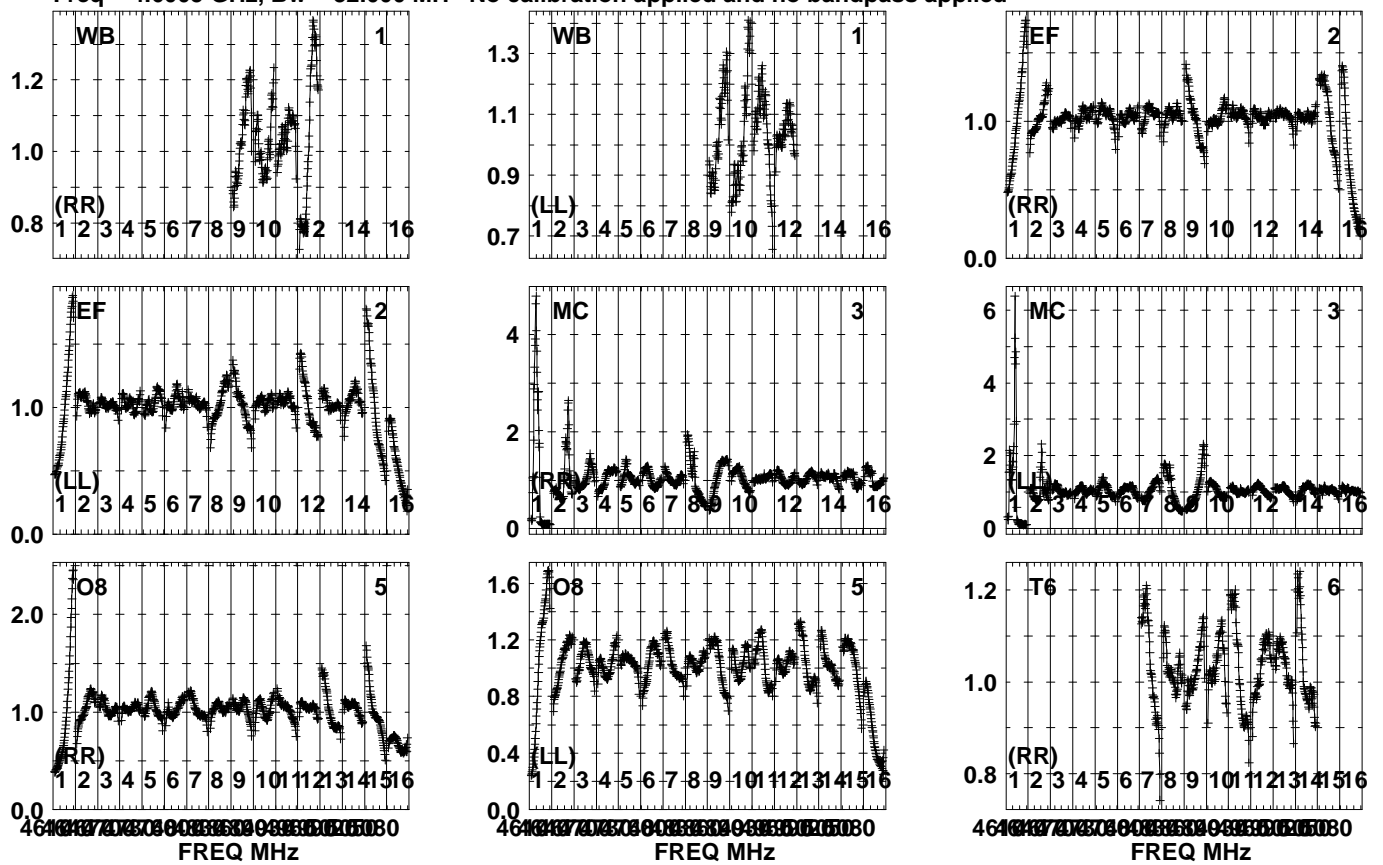 No calibration applied and no bandpass applied
WB 1
1.2
1.0
0.8
(RR)
1 2 3 4 5 6 7 8 9 10 12 14 16
WB 1
1.3
1.1
0.9
0.7
(LL)
1 2 3 4 5 6 7 8 9 10 12 14 16
EF 2
1.0
0.0
(RR)
1 2 3 4 5 6 7 8 9 10 12 14 16
EF 2
1.0
0.0
(LL)
1 2 3 4 5 6 7 8 9 10 12 14 16
MC 3
4
2
0
(RR)
1 2 3 4 5 6 7 8 9 10 12 14 16
MC 3
6
4
2
0
(LL)
1 2 3 4 5 6 7 8 9 10 12 14 16
O8 5
2.0
1.0
0.0
(RR)
1 2 3 4 5 6 7 8 9 10 11 12 13 15 16
FREQ MHz
O8 5
1.6
1.2
0.8
0.4
0.0
(LL)
1 2 3 4 5 6 7 8 9 10 11 12 13 15 16
FREQ MHz
T6 6
1.2
1.0
0.8
(RR)
1 2 3 4 5 6 7 8 9 10 11 12 13 14 15 16
FREQ MHz